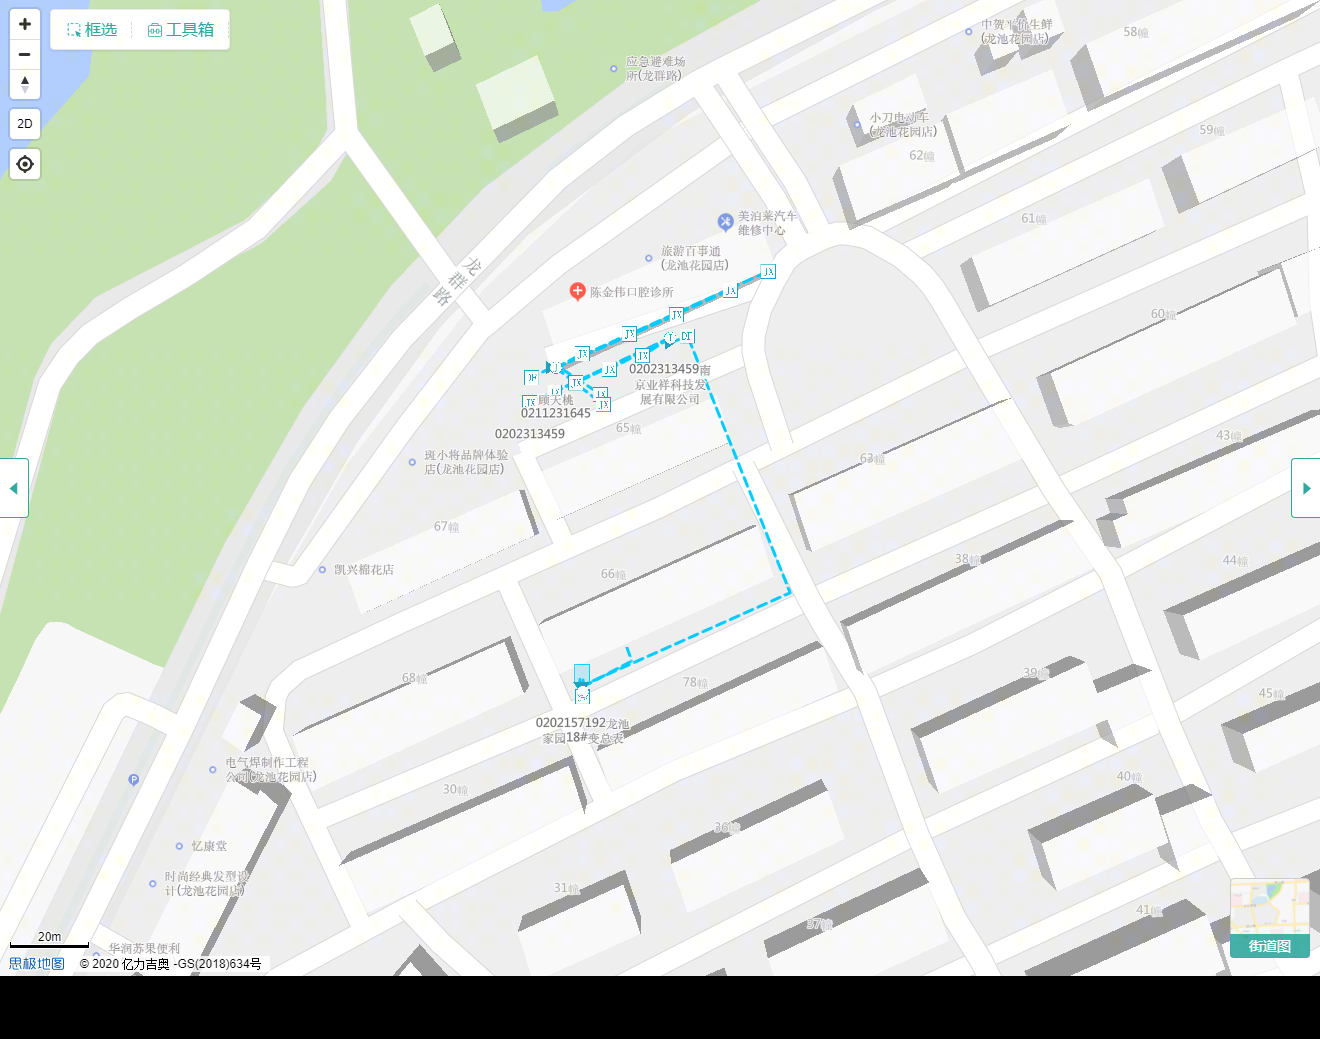 框选
工具箱
2D
中贺平价生鲜
(龙池花园店)
58幢
应急避难场
所(龙群路)
小刀电动车
(龙池花园店)
62幢
59幢
美泊莱汽车
维修中心
61幢
旅游百事通
(龙池花园店)
龙群路
陈金伟口腔诊所
60幢
JX
JX
JX
JX
JX
JX
JX
JX
JX
JX
0202313459南
京业祥科技发
展有限公司
顾天桃
0211231645
0202313459
65幢
43幢
斑小将品牌体验
店(龙池花园店)
63幢
67幢
38幢
44幢
凯兴棉花店
66幢
68幢
78幢
39幢
45幢
0202157192龙池
家园18#变总表
电气焊制作工程
公司(龙池花园店)
P
30幢
40幢
36幢
忆康堂
时尚经典发型设
计(龙池花园店)
31幢
41幢
37幢
20m
华润苏果便利
街道图
思极地图
© 2020 亿力吉奥 -GS(2018)634号